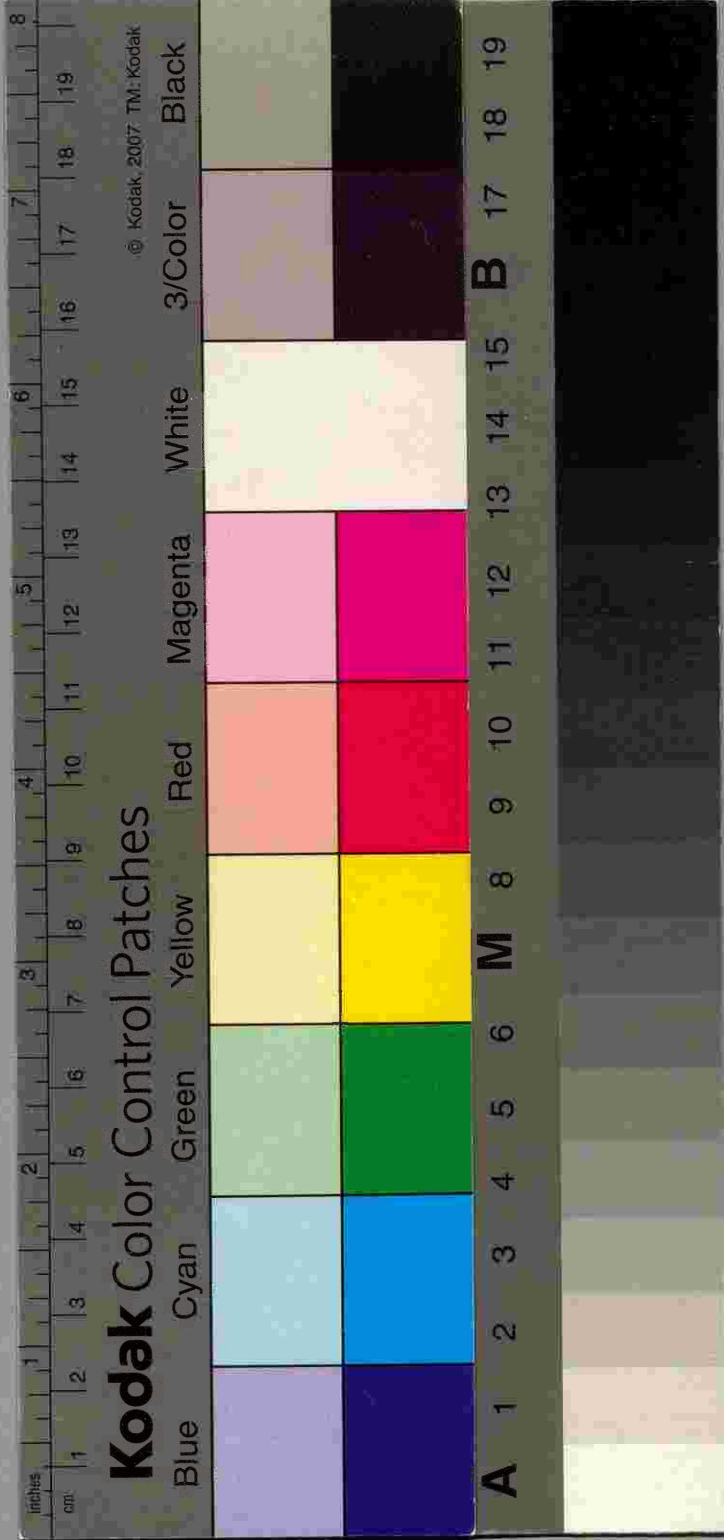 inches 1 2 3 4 5 6 7 8
cm 1 2 3 4 5 6 7 8 9 10 11 12 13 14 15 16 17 18 19
Kodak Color Control Patches
© Kodak, 2007 TM: Kodak
Blue Cyan Green Yellow Red Magenta White 3/Color Black
A 1 2 3 4 5 6 M 8 9 10 11 12 13 14 15 B 17 18 19